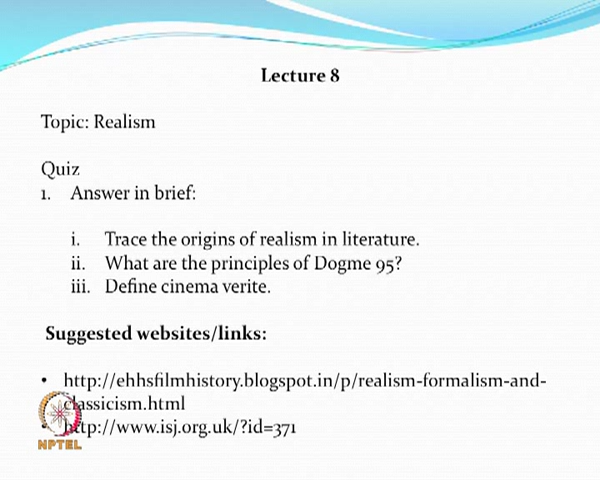 Lecture 8
Topic: Realism
Quiz
1. Answer in brief:
i. Trace the origins of realism in literature.
ii. What are the principles of Dogme 95?
iii. Define cinema verite.
Suggested websites/links:
• http://ehhsfilmhistory.blogspot.in/p/realism-formalism-and-
classicism.html
• http://www.isj.org.uk/?id=371
NPTEL